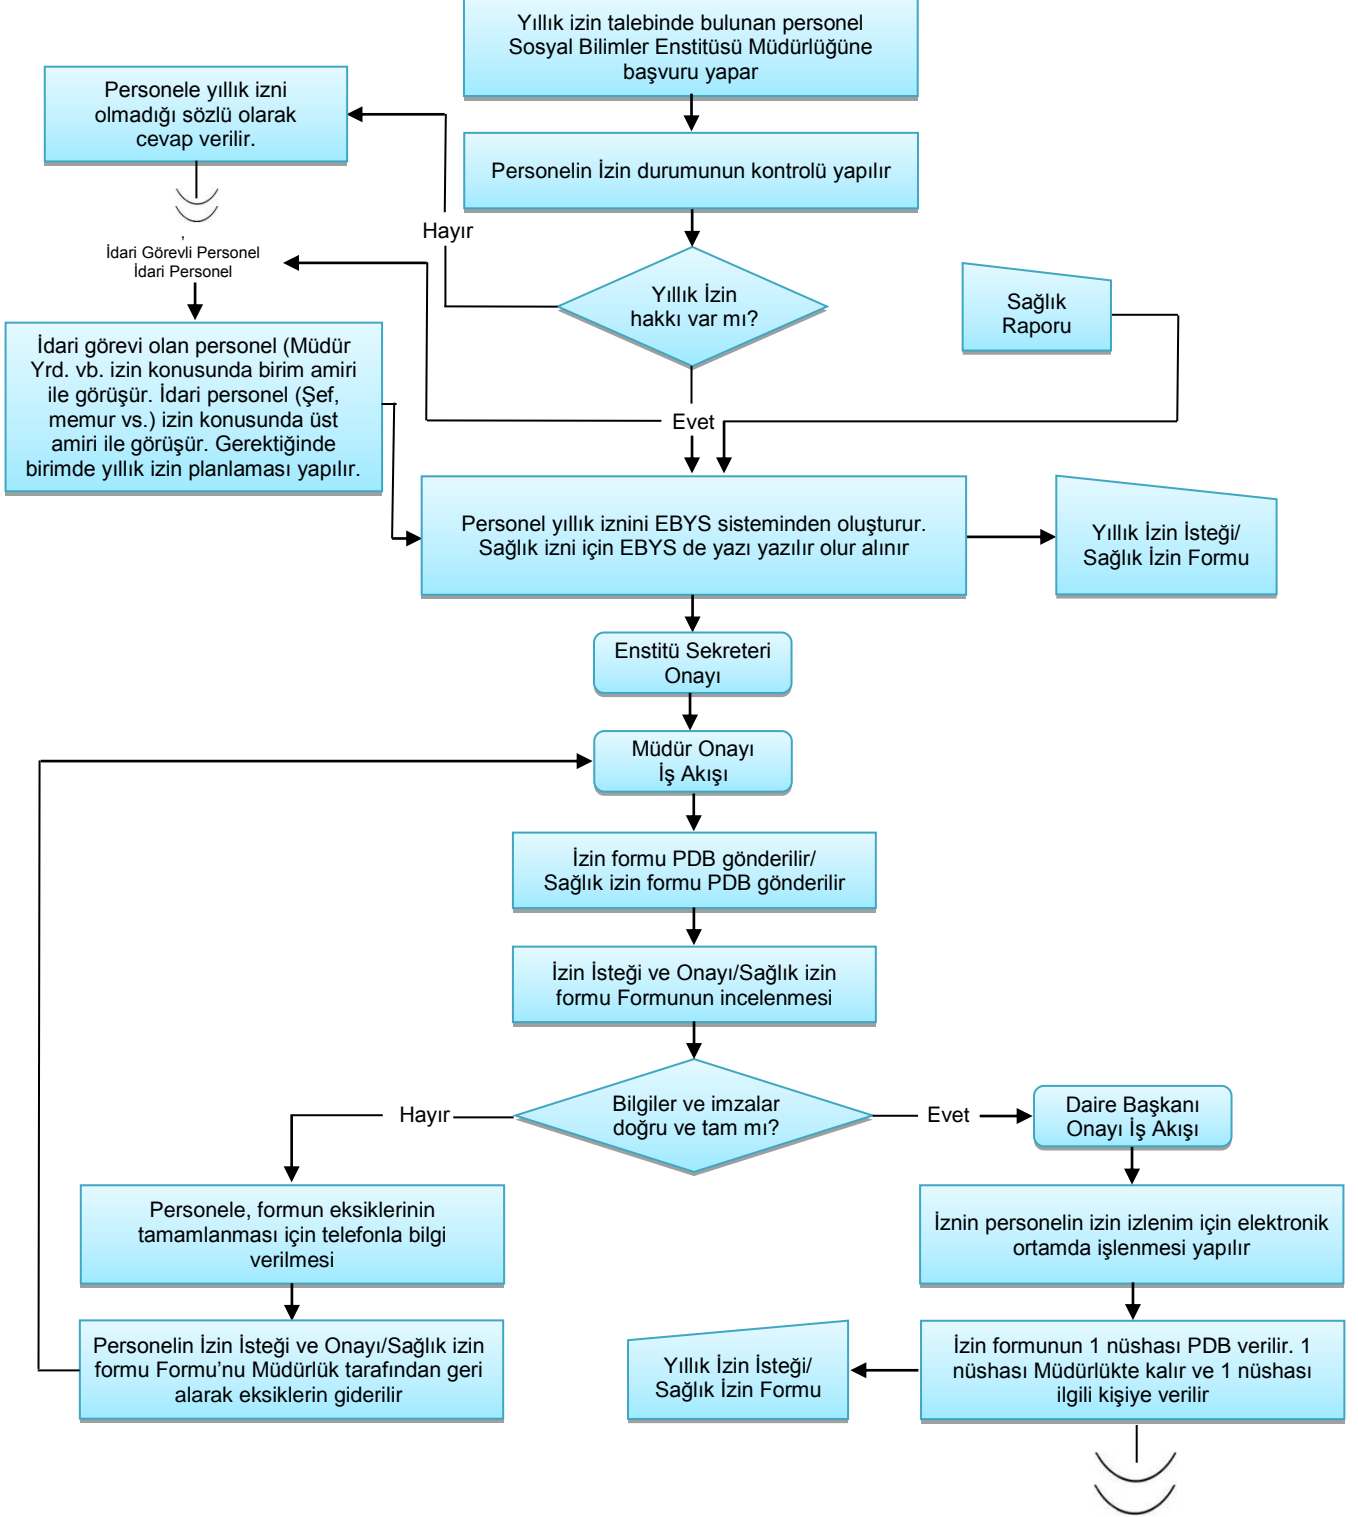 Yıllık izin talebinde bulunan personel
Sosyal Bilimler Enstitüsü Müdürlüğüne
başvuru yapar
Personele yıllık izni
olmadığı sözlü olarak
cevap verilir.
Personelin İzin durumunun kontrolü yapılır
Hayır
,
İdari Görevli Personel
İdari Personel
Yıllık İzin
hakkı var mı?
Sağlık
Raporu
İdari görevi olan personel (Müdür
Yrd. vb. izin konusunda birim amiri
ile görüşür. İdari personel (Şef,
memur vs.) izin konusunda üst
amiri ile görüşür. Gerektiğinde
birimde yıllık izin planlaması yapılır.
Evet
Personel yıllık iznini EBYS sisteminden oluşturur.
Sağlık izni için EBYS de yazı yazılır olur alınır
Yıllık İzin İsteği/
Sağlık İzin Formu
Enstitü Sekreteri
Onayı
Müdür Onayı
İş Akışı
İzin formu PDB gönderilir/
Sağlık izin formu PDB gönderilir
İzin İsteği ve Onayı/Sağlık izin
formu Formunun incelenmesi
Bilgiler ve imzalar
doğru ve tam mı?
Hayır
Evet
Daire Başkanı
Onayı İş Akışı
Personele, formun eksiklerinin
tamamlanması için telefonla bilgi
verilmesi
İznin personelin izin izlenim için elektronik
ortamda işlenmesi yapılır
Personelin İzin İsteği ve Onayı/Sağlık izin
formu Formu’nu Müdürlük tarafından geri
alarak eksiklerin giderilir
Yıllık İzin İsteği/
Sağlık İzin Formu
İzin formunun 1 nüshası PDB verilir. 1
nüshası Müdürlükte kalır ve 1 nüshası
ilgili kişiye verilir